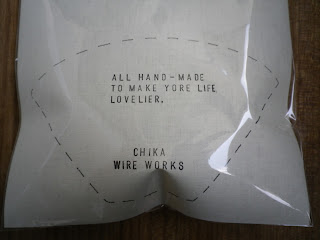 ALL HAND-MADE
TO MAKE YORE LIFE
LOVELIER.
CHIKA
WIRE WORKS